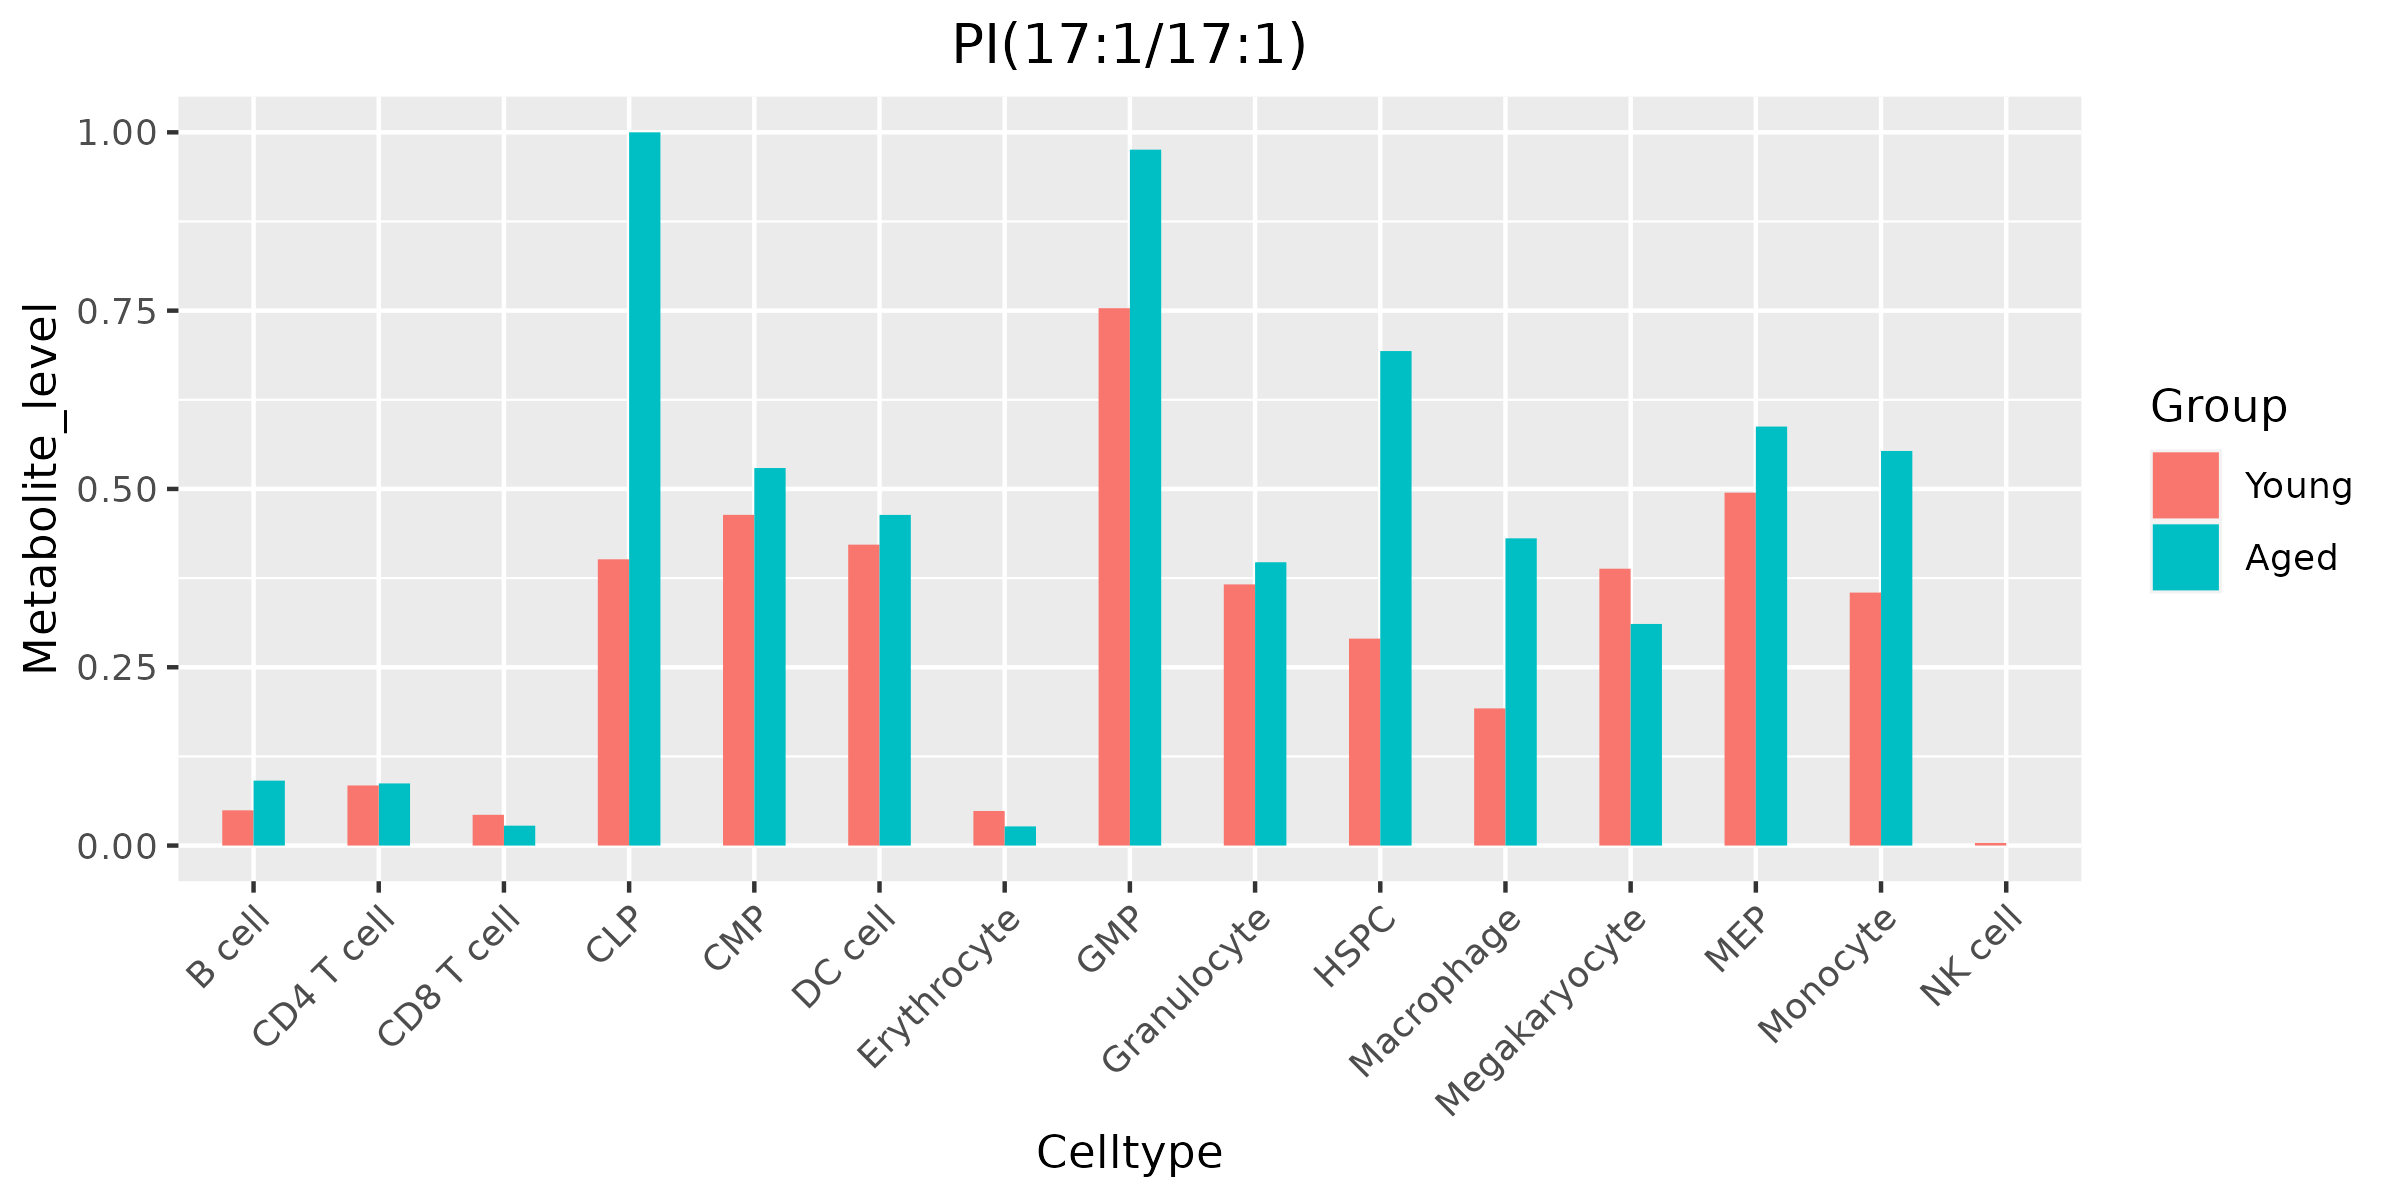 PI(17:1/17:1)
Metabolite_level
1.00
0.75
0.50
0.25
0.00
B cell
CD4 T cell
CD8 T cell
CLP
CMP
DC cell
Erythrocyte
GMP
Granulocyte
HSPC
Macrophage
Megakaryocyte
MEP
Monocyte
NK cell
Celltype
Group
Young
Aged